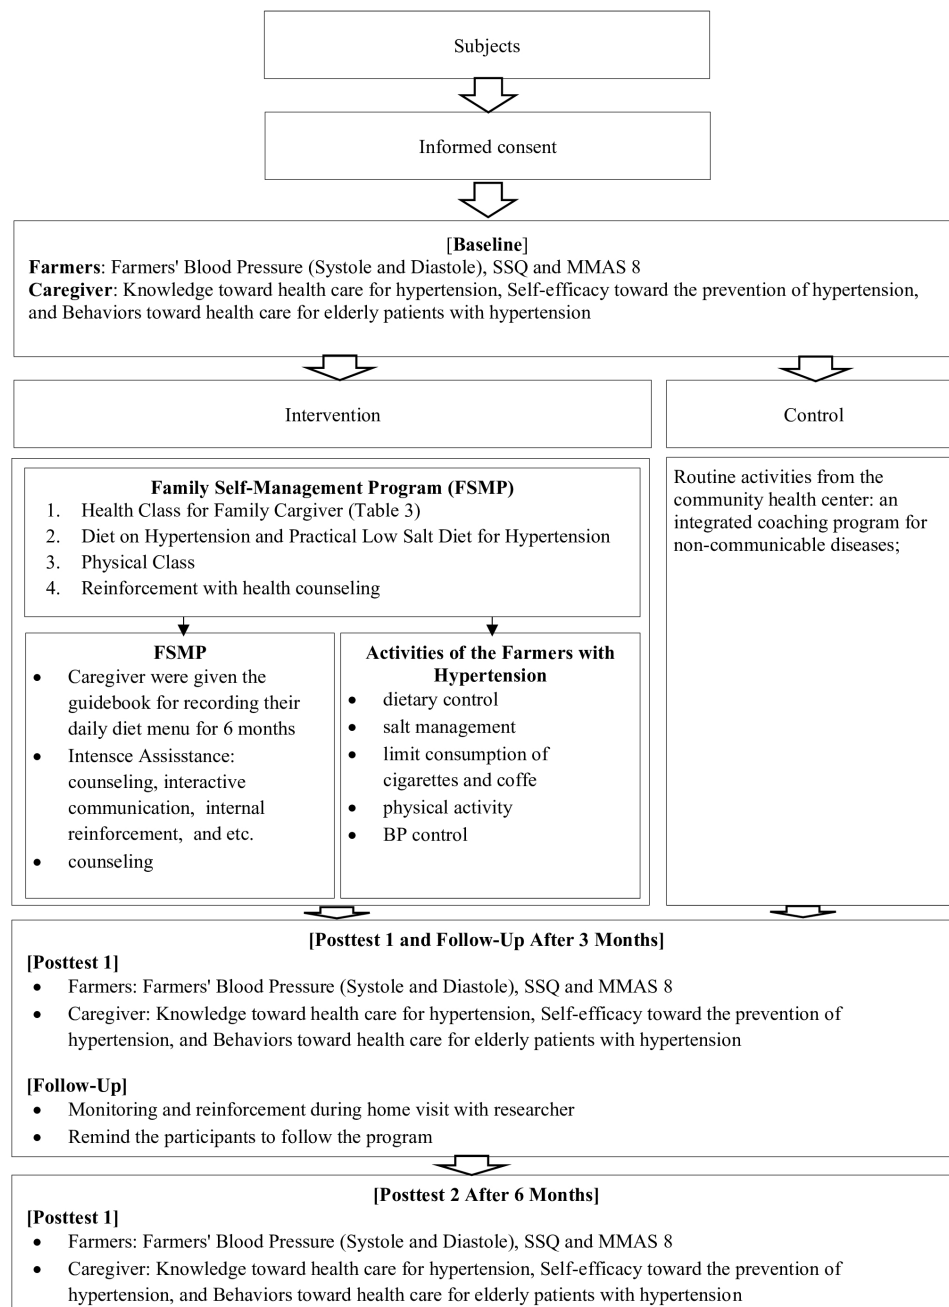 Subjects
Informed consent
[Baseline]
Farmers: Farmers' Blood Pressure (Systole and Diastole), SSQ and MMAS 8
Caregiver: Knowledge toward health care for hypertension, Self-efficacy toward the prevention of hypertension,
and Behaviors toward health care for elderly patients with hypertension
Intervention
Control
Family Self-Management Program (FSMP)
1. Health Class for Family Cargiver (Table 3)
2. Diet on Hypertension and Practical Low Salt Diet for Hypertension
3. Physical Class
4. Reinforcement with health counseling
Routine activities from the
community health center: an
integrated coaching program for
non-communicable diseases;
FSMP
• Caregiver were given the
guidebook for recording their
daily diet menu for 6 months
• Intensce Assisstance:
counseling, interactive
communication, internal
reinforcement, and etc.
• counseling
Activities of the Farmers with
Hypertension
• dietary control
• salt management
• limit consumption of
cigarettes and coffe
• physical activity
• BP control
[Posttest 1 and Follow-Up After 3 Months]
[Posttest 1]
• Farmers: Farmers' Blood Pressure (Systole and Diastole), SSQ and MMAS 8
• Caregiver: Knowledge toward health care for hypertension, Self-efficacy toward the prevention of
hypertension, and Behaviors toward health care for elderly patients with hypertension
[Follow-Up]
• Monitoring and reinforcement during home visit with researcher
• Remind the participants to follow the program
[Posttest 2 After 6 Months]
[Posttest 1]
• Farmers: Farmers' Blood Pressure (Systole and Diastole), SSQ and MMAS 8
• Caregiver: Knowledge toward health care for hypertension, Self-efficacy toward the prevention of
hypertension, and Behaviors toward health care for elderly patients with hypertension